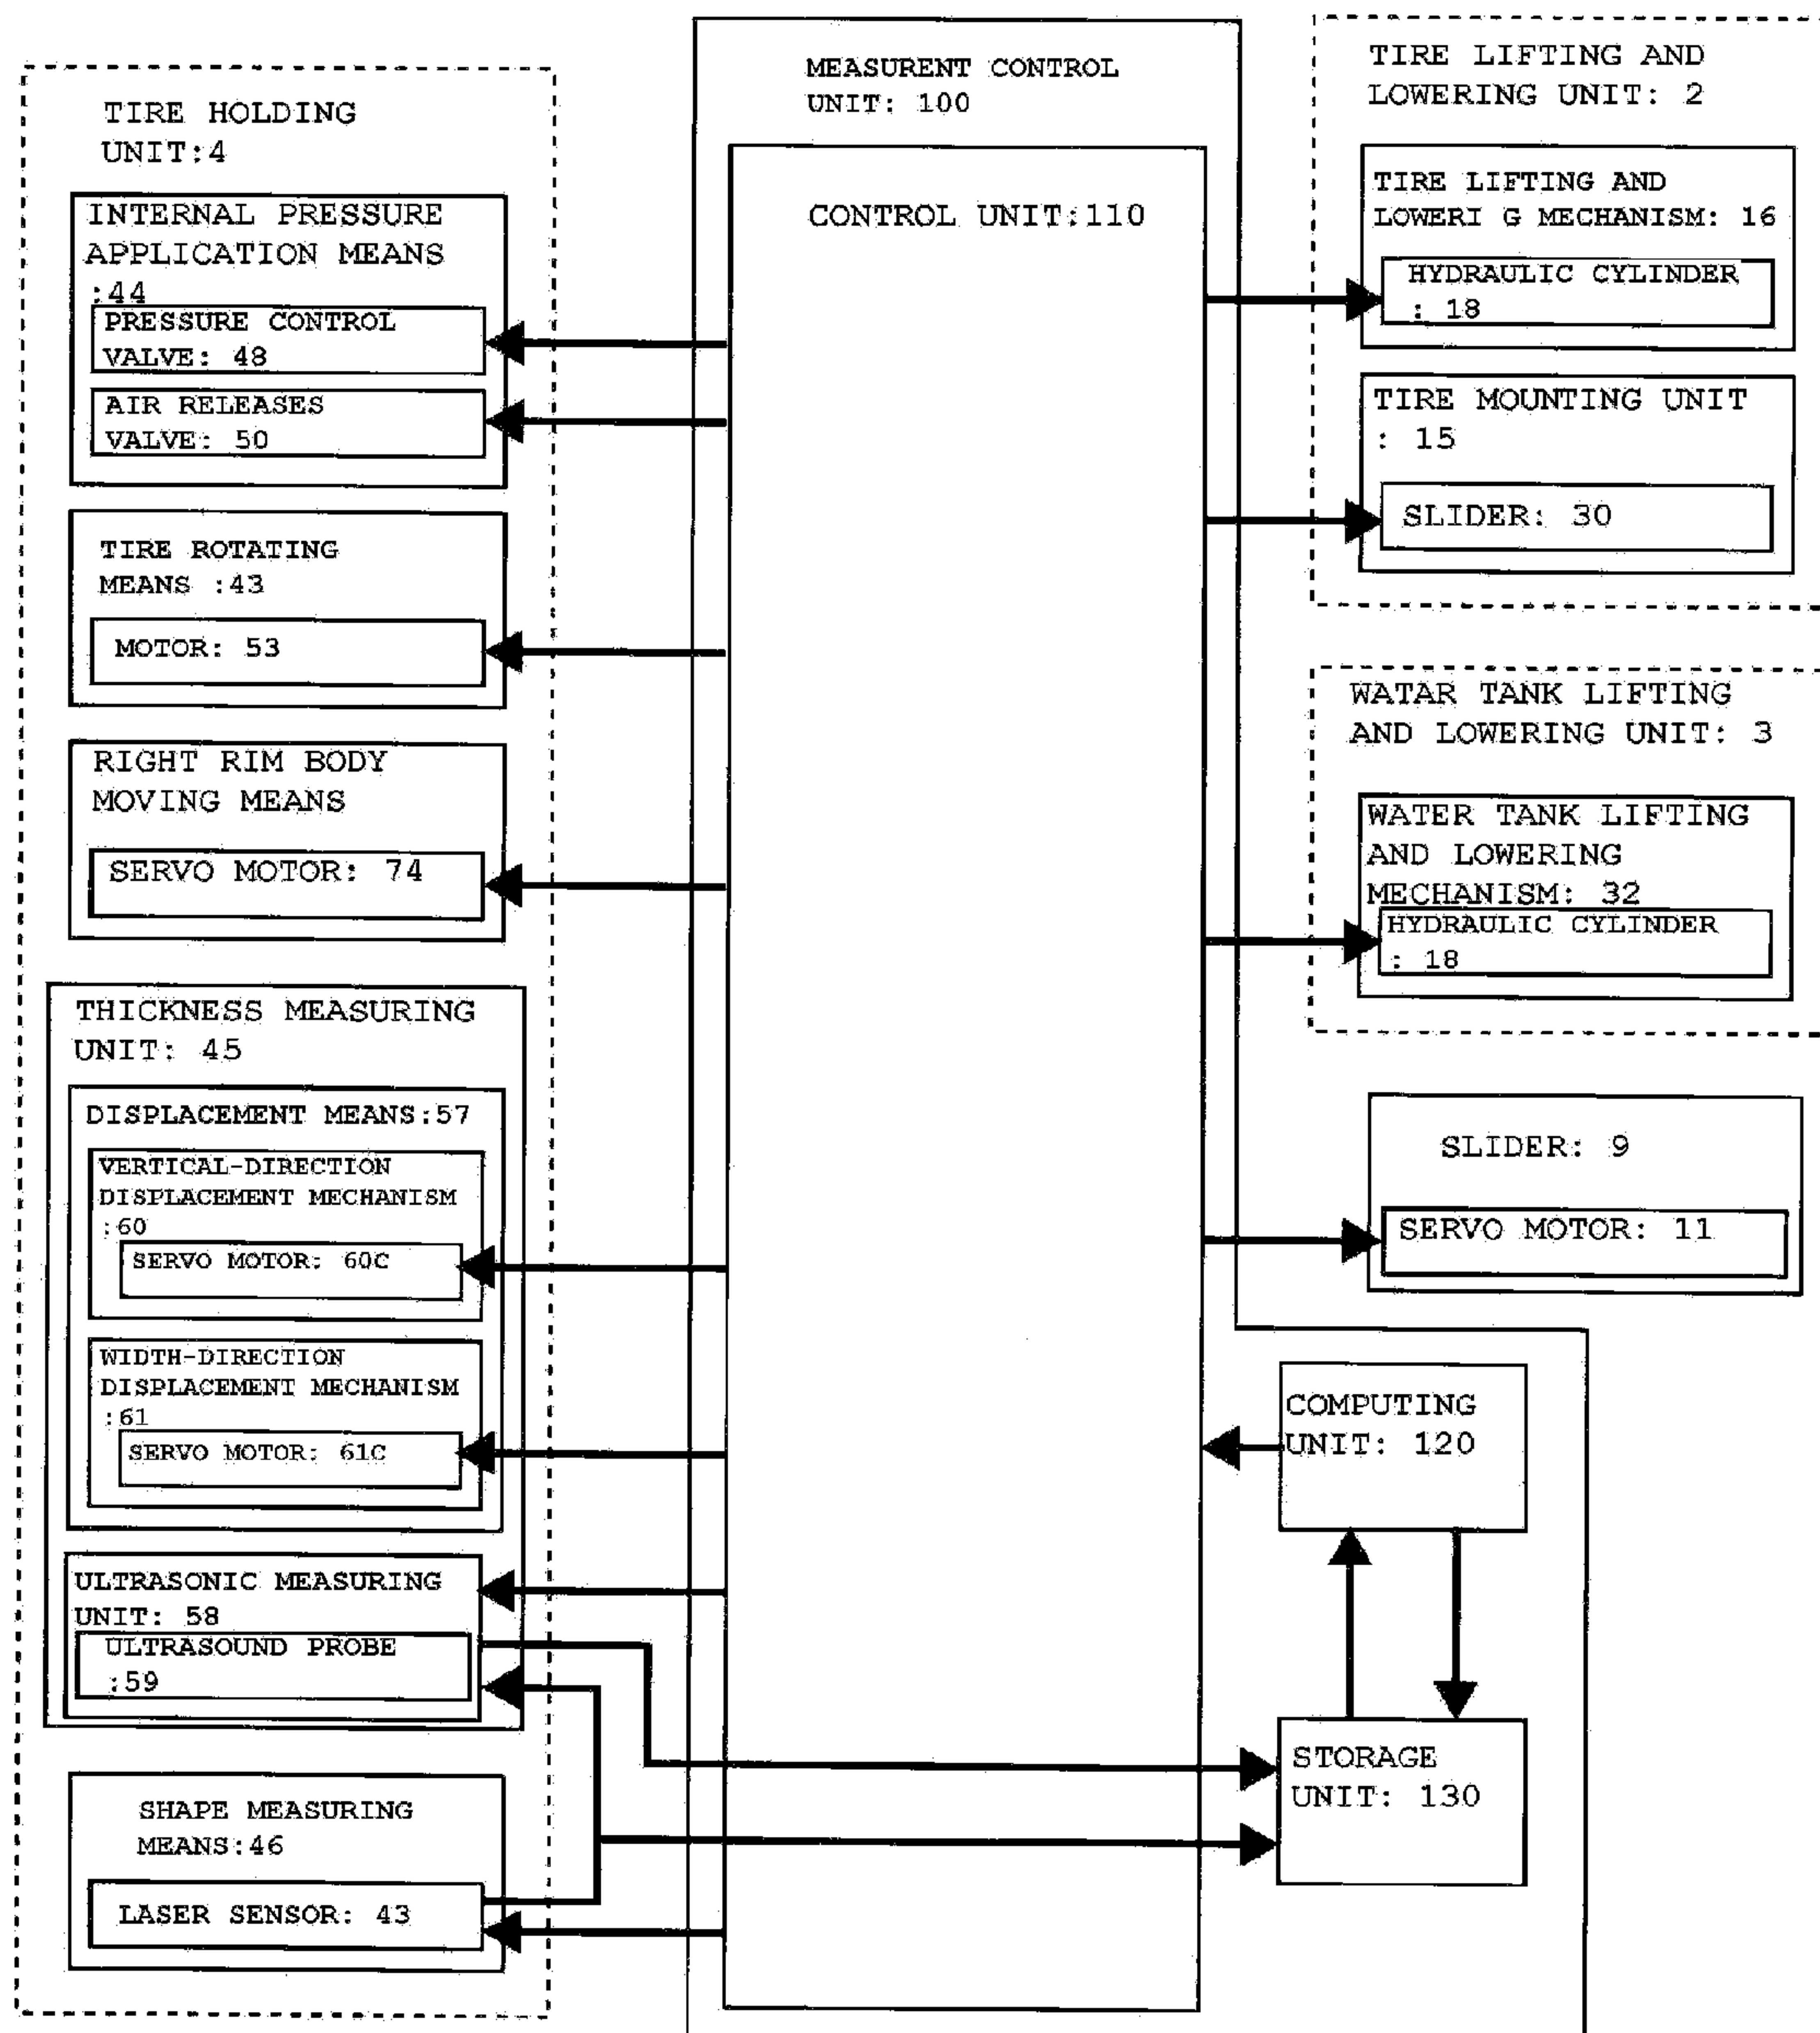 TIRE HOLDING
UNIT:4
INTERNAL PRESSURE
APPLICATION MEANS
:44
PRESSURE CONTROL
VALVE: 48
AIR RELEASES
VALVE: 50
TIRE ROTATING
MEANS :43
MOTOR: 53
RIGHT RIM BODY
MOVING MEANS
SERVO MOTOR: 74
THICKNESS MEASURING
UNIT: 45
DISPLACEMENT MEANS:57
VERTICAL-DIRECTION
DISPLACEMENT MECHANISM
:60
SERVO MOTOR: 60C
WIDTH-DIRECTION
DISPLACEMENT MECHANISM
:61
SERVO MOTOR: 61C
ULTRASONIC MEASURING
UNIT: 58
ULTRASOUND PROBE
:59
SHAPE MEASURING
MEANS:46
LASER SENSOR: 43
MEASURENT CONTROL
UNIT: 100
CONTROL UNIT:110
TIRE LIFTING AND
LOWERING UNIT: 2
TIRE LIFTING AND
LOWERI G MECHANISM: 16
HYDRAULIC CYLINDER
: 18
TIRE MOUNTING UNIT
: 15
SLIDER: 30
WATAR TANK LIFTING
AND LOWERING UNIT: 3
WATER TANK LIFTING
AND LOWERING
MECHANISM: 32
HYDRAULIC CYLINDER
: 18
SLIDER: 9
SERVO MOTOR: 11
COMPUTING
UNIT: 120
STORAGE
UNIT: 130